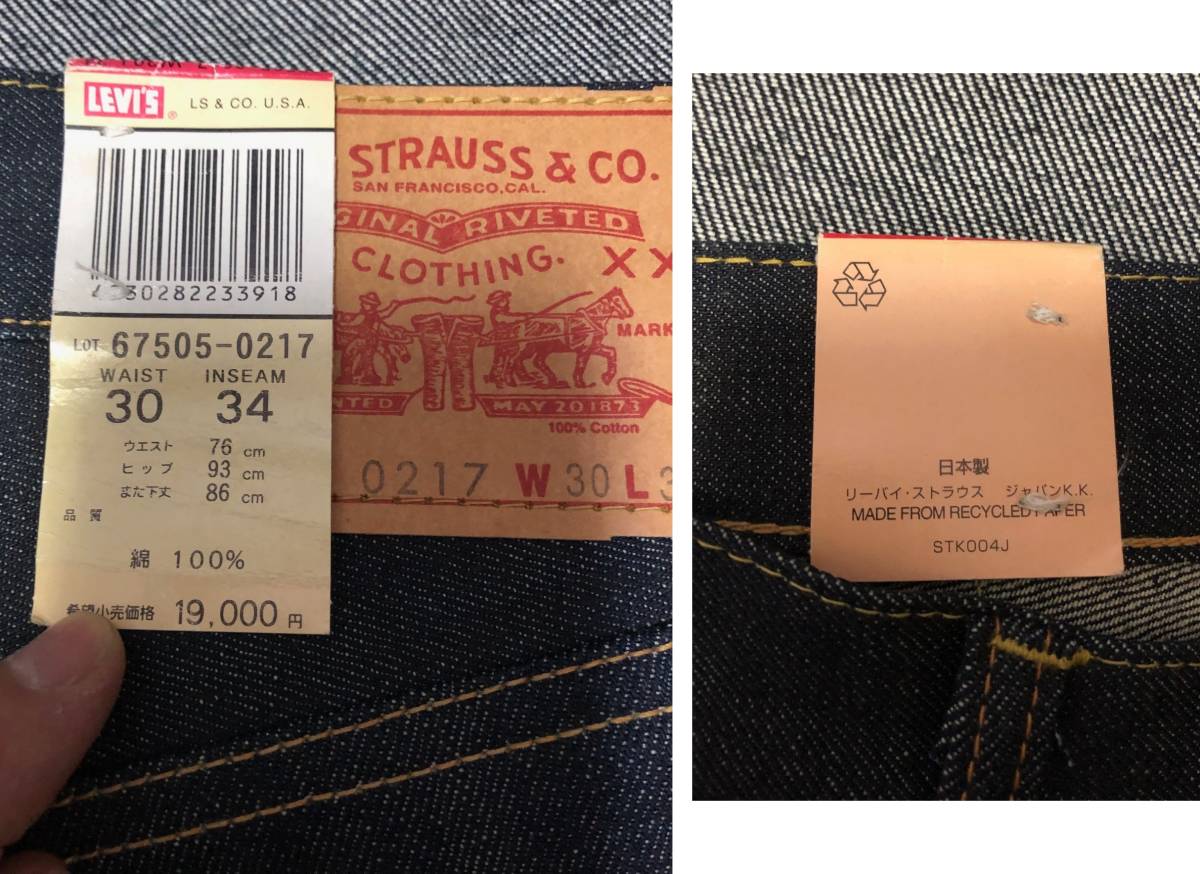 LEVI'S ® LS & CO. U.S.A.
30282233918
LOT 67505-0217
WAIST INSEAM
30 34
ウエスト 76 cm
ヒップ 93 cm
また下丈 86 cm
品質
綿 100%
希望小売価格 19,000 円
STRAUSS & CO.
SAN FRANCISCO, CAL.
RIVETED
CLOTHING. XX
MARK
MAY 20 1873
100% Cotton
0217 W 30 L
日本製
リーバイ・ストラウス ジャパンK.K.
MADE FROM RECYCLED PAPER
STK004J